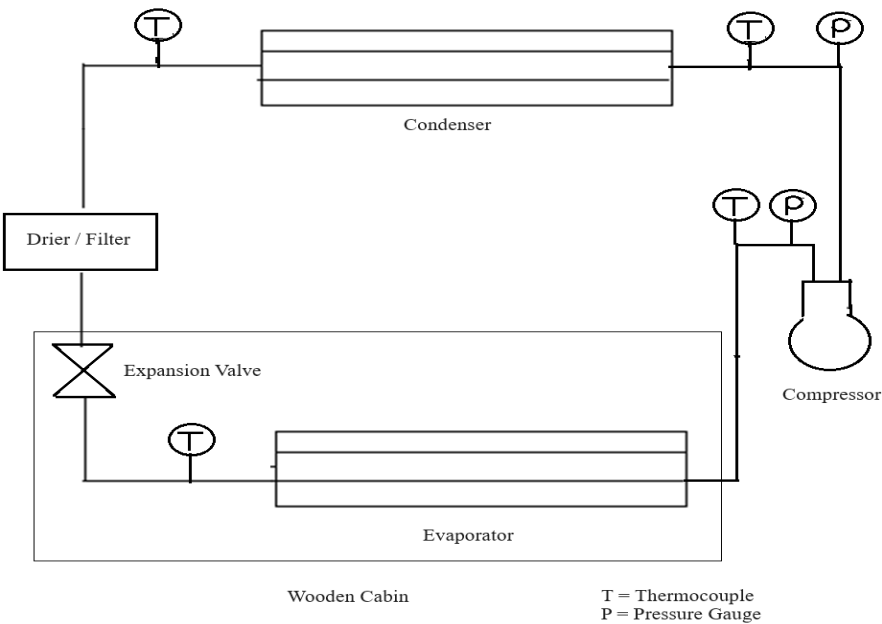 T
T
P
Condenser
T
P
Drier / Filter
Expansion Valve
Compressor
T
Evaporator
Wooden Cabin
T = Thermocouple
P = Pressure Gauge